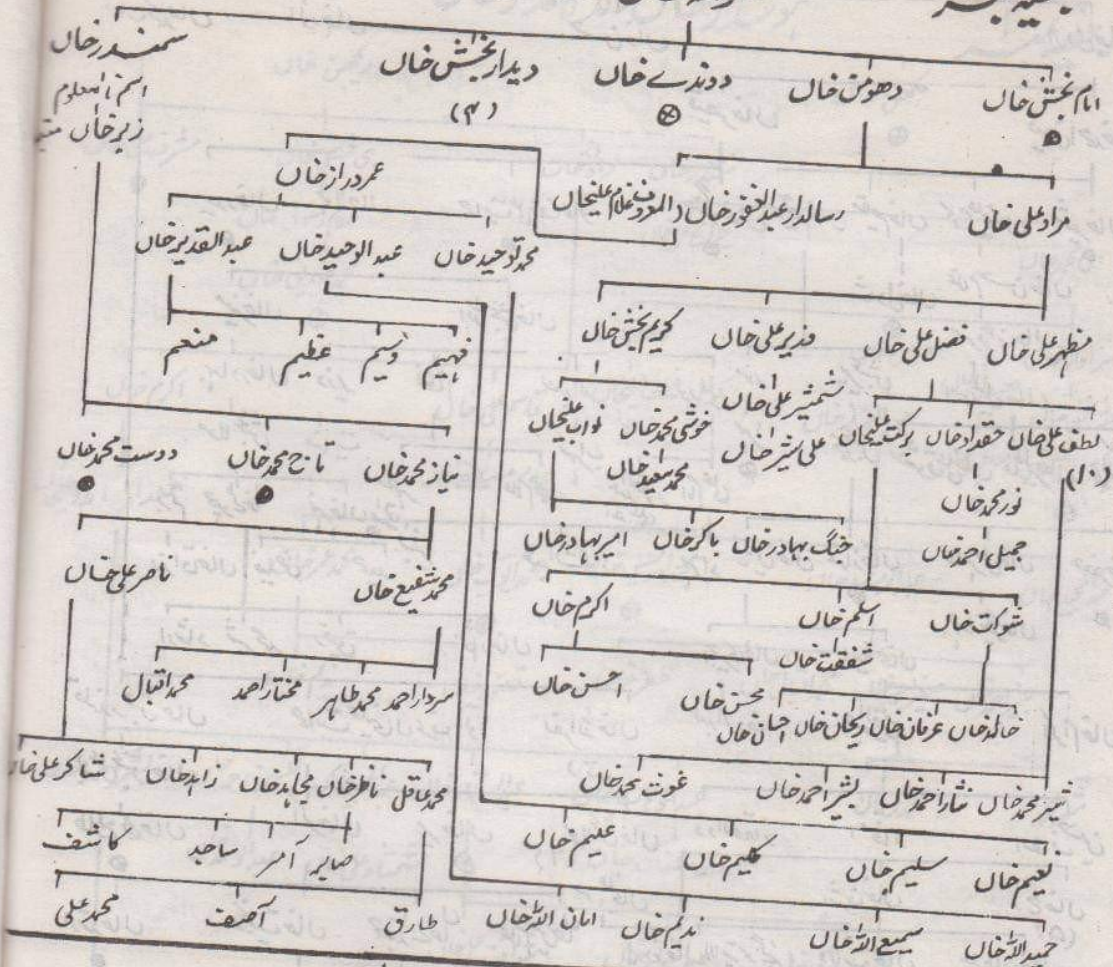 امام بخش خاں دھومن خاں دوندے خاں دیدار بخش خاں سمندر خاں
(۳)
زبر خاں
عمر دراز خاں
مراد علی خاں رسالدار عبدالغفور خاں (المعروف غلام علیخاں
محمد توحید خاں عبدالوحید خاں عبدالقدیر خاں
مظہر علی خاں فضل علی خاں وزیر علی خاں کریم بخش خاں
فہیم وسیم عظیم منعم
لطف علی خاں حقداد خاں برکت علیخاں شمشیر علی خاں خوشی محمد خاں نواب علیخاں
(۱۰)
علی شیر خاں
محمد سعید خاں
نیاز محمد خاں تاج محمد خاں دوست محمد خاں
نور محمد خاں
جمیل احمد خاں
جنگ بہادر خاں باکر خاں امیر بہادر خاں
محمد شفیع خاں ناصر علی خاں
شوکت خاں اسلم خاں اکرم خاں
شفقت خاں
محسن خاں احسن خاں
سردار احمد محمد طاہر مختار احمد محمد اقبال
خالد خاں عرفان خاں ریحان خاں احسان خاں
شیر محمد خاں نثار احمد خاں بشیر احمد خاں غوث محمد خاں
محمد عاقل ناظر خاں مجاہد خاں زاہد خاں شاکر علی خاں
نعیم خاں سلیم خاں کلیم خاں علیم خاں
صابر آمر ساجد کاشف
حمید اللہ خاں سمیع اللہ خاں ندیم خاں امان اللہ خاں
طارق آصف محمد علی